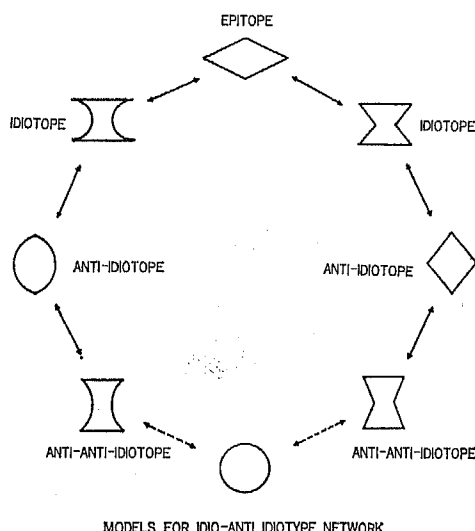 EPITOPE
IDIOTOPE
IDIOTOPE
ANTI-IDIOTOPE
ANTI-IDIOTOPE
ANTI-ANTI-IDIOTOPE
ANTI-ANTI-IDIOTOPE
MODELS FOR IDIO-ANTI IDIOTYPE NETWORK